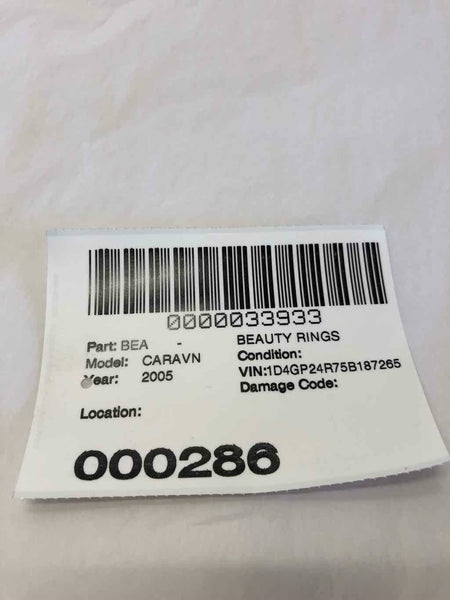 0000033933
Part: BEA - BEAUTY RINGS
Model: CARAVN Condition:
Year: 2005 VIN:1D4GP24R75B187265
Damage Code:
Location:
000286